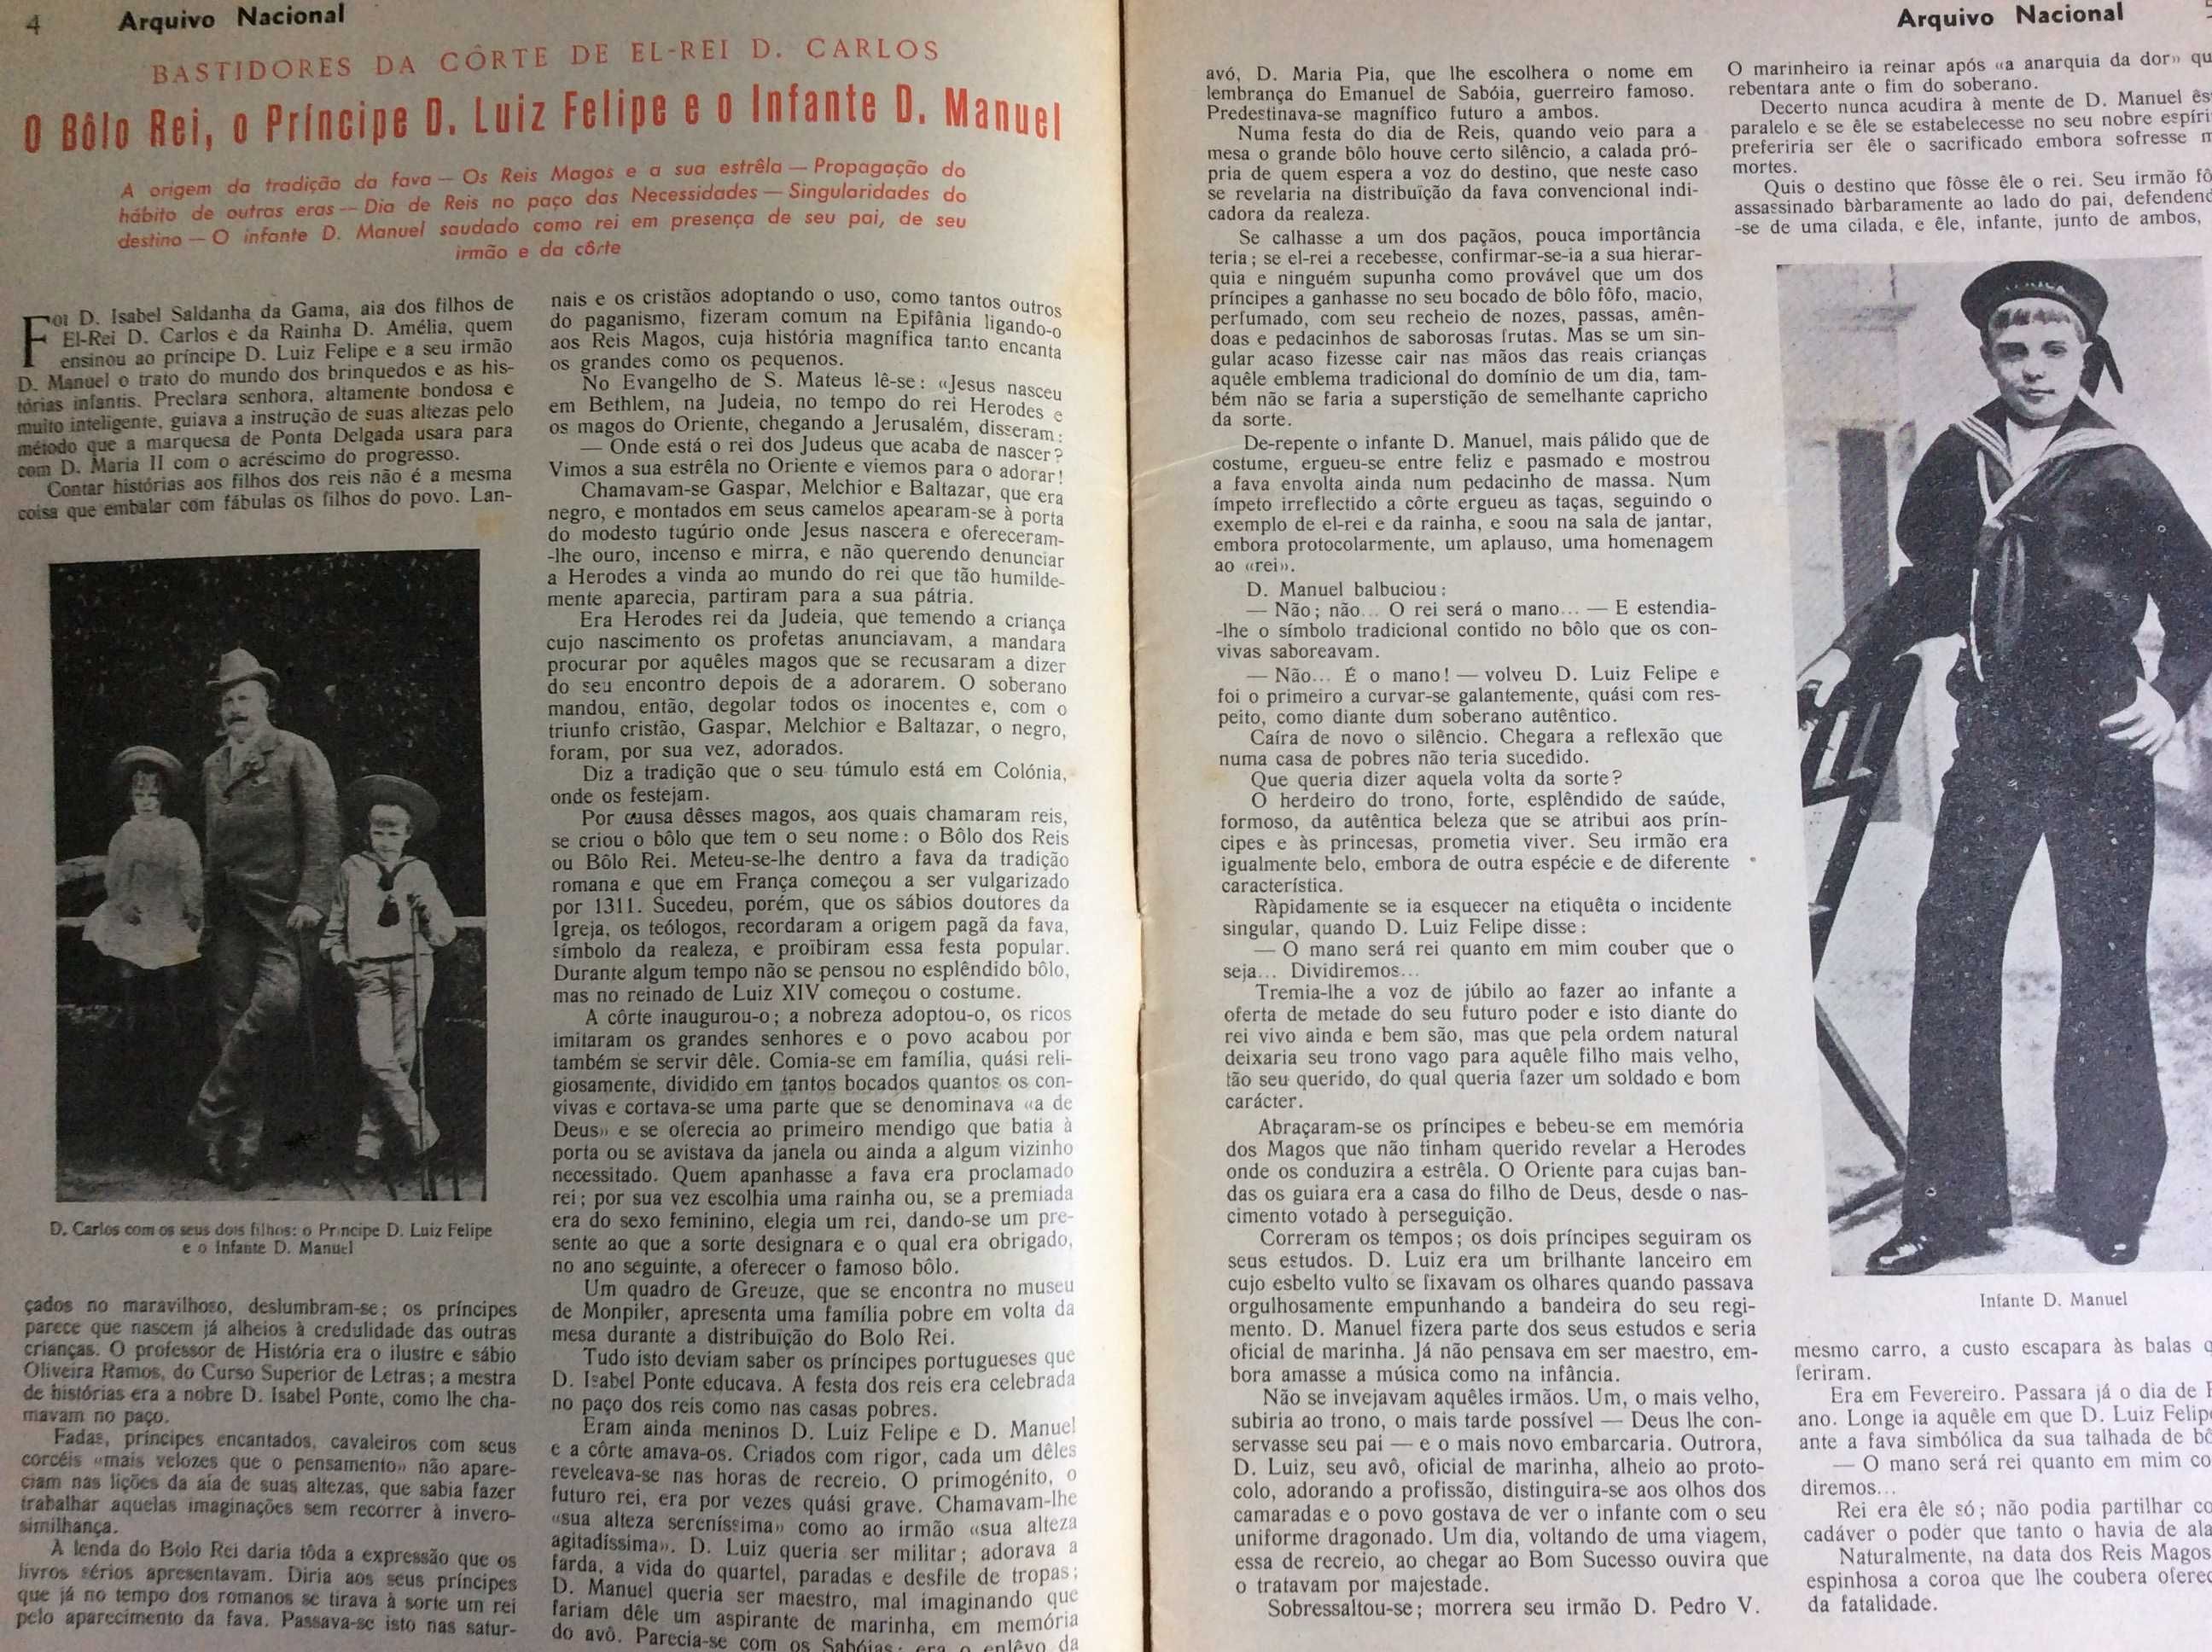 4 Arquivo Nacional
BASTIDORES DA CÔRTE DE EL-REI D. CARLOS
O Bôlo Rei, o Príncipe D. Luiz Felipe e o Infante D. Manuel
A origem da tradição da fava — Os Reis Magos e a sua estrêla — Propagação do
hábito de outras eras — Dia de Reis no paço das Necessidades — Singularidades do
destino — O infante D. Manuel saudado como rei em presença de seu pai, de seu
irmão e da côrte
Foi D. Isabel Saldanha da Gama, aia dos filhos de
El-Rei D. Carlos e da Rainha D. Amélia, quem
ensinou ao príncipe D. Luiz Felipe e a seu irmão
D. Manuel o trato do mundo dos brinquedos e as his-
tórias infantis. Preclara senhora, altamente bondosa e
muito inteligente, guiava a instrução de suas altezas pelo
método que a marquesa de Ponta Delgada usara para
com D. Maria II com o acréscimo do progresso.
Contar histórias aos filhos dos reis não é a mesma
coisa que embalar com fábulas os filhos do povo. Lan-
D. Carlos com os seus dois filhos: o Príncipe D. Luiz Felipe
e o Infante D. Manuel
çados no maravilhoso, deslumbram-se; os príncipes
parece que nascem já alheios à credulidade das outras
crianças. O professor de História era o ilustre e sábio
Oliveira Ramos, do Curso Superior de Letras; a mestra
de histórias era a nobre D. Isabel Ponte, como lhe cha-
mavam no paço.
Fadas, príncipes encantados, cavaleiros com seus
corcéis «mais velozes que o pensamento» não apare-
ciam nas lições da aia de suas altezas, que sabia fazer
trabalhar aquelas imaginações sem recorrer à invero-
similhança.
A lenda do Bolo Rei daria tôda a expressão que os
livros sérios apresentavam. Diria aos seus príncipes
que já no tempo dos romanos se tirava à sorte um rei
pelo aparecimento da fava. Passava-se isto nas satur-
nais e os cristãos adoptando o uso, como tantos outros
do paganismo, fizeram comum na Epifânia ligando-o
aos Reis Magos, cuja história magnífica tanto encanta
os grandes como os pequenos.
No Evangelho de S. Mateus lê-se: «Jesus nasceu
em Bethlem, na Judeia, no tempo do rei Herodes e
os magos do Oriente, chegando a Jerusalém, disseram:
— Onde está o rei dos Judeus que acaba de nascer?
Vimos a sua estrêla no Oriente e viemos para o adorar!
Chamavam-se Gaspar, Melchior e Baltazar, que era
negro, e montados em seus camelos apearam-se à porta
do modesto tugúrio onde Jesus nascera e ofereceram-
-lhe ouro, incenso e mirra, e não querendo denunciar
a Herodes a vinda ao mundo do rei que tão humilde-
mente aparecia, partiram para a sua pátria.
Era Herodes rei da Judeia, que temendo a criança
cujo nascimento os profetas anunciavam, a mandara
procurar por aquêles magos que se recusaram a dizer
do seu encontro depois de a adorarem. O soberano
mandou, então, degolar todos os inocentes e, com o
triunfo cristão, Gaspar, Melchior e Baltazar, o negro,
foram, por sua vez, adorados.
Diz a tradição que o seu túmulo está em Colónia,
onde os festejam.
Por causa dêsses magos, aos quais chamaram reis,
se criou o bôlo que tem o seu nome: o Bôlo dos Reis
ou Bôlo Rei. Meteu-se-lhe dentro a fava da tradição
romana e que em França começou a ser vulgarizado
por 1311. Sucedeu, porém, que os sábios doutores da
Igreja, os teólogos, recordaram a origem pagã da fava,
símbolo da realeza, e proïbiram essa festa popular.
Durante algum tempo não se pensou no esplêndido bôlo,
mas no reinado de Luiz XIV começou o costume.
A côrte inaugurou-o; a nobreza adoptou-o, os ricos
imitaram os grandes senhores e o povo acabou por
também se servir dêle. Comia-se em família, quási reli-
giosamente, dividido em tantos bocados quantos os con-
vivas e cortava-se uma parte que se denominava «a de
Deus» e se oferecia ao primeiro mendigo que batia à
porta ou se avistava da janela ou ainda a algum vizinho
necessitado. Quem apanhasse a fava era proclamado
rei; por sua vez escolhia uma rainha ou, se a premiada
era do sexo feminino, elegia um rei, dando-se um pre-
sente ao que a sorte designara e o qual era obrigado,
no ano seguinte, a oferecer o famoso bôlo.
Um quadro de Greuze, que se encontra no museu
de Monpiler, apresenta uma família pobre em volta da
mesa durante a distribuïção do Bolo Rei.
Tudo isto deviam saber os príncipes portugueses que
D. Isabel Ponte educava. A festa dos reis era celebrada
no paço dos reis como nas casas pobres.
Eram ainda meninos D. Luiz Felipe e D. Manuel
e a côrte amava-os. Criados com rigor, cada um dêles
reveleava-se nas horas de recreio. O primogénito, o
futuro rei, era por vezes quási grave. Chamavam-lhe
«sua alteza sereníssima» como ao irmão «sua alteza
agitadíssima». D. Luiz queria ser militar; adorava a
farda, a vida do quartel, paradas e desfile de tropas;
D. Manuel queria ser maestro, mal imaginando que
fariam dêle um aspirante de marinha, em memória
do avô. Parecia-se com os Sabóias; era o enlêvo da
Arquivo Nacional
avó, D. Maria Pia, que lhe escolhera o nome em
lembrança do Emanuel de Sabóia, guerreiro famoso.
Predestinava-se magnífico futuro a ambos.
Numa festa do dia de Reis, quando veio para a
mesa o grande bôlo houve certo silêncio, a calada pró-
pria de quem espera a voz do destino, que neste caso
se revelaria na distribuïção da fava convencional indi-
cadora da realeza.
Se calhasse a um dos paçãos, pouca importância
teria; se el-rei a recebesse, confirmar-se-ia a sua hierar-
quia e ninguém supunha como provável que um dos
príncipes a ganhasse no seu bocado de bôlo fôfo, macio,
perfumado, com seu recheio de nozes, passas, amên-
doas e pedacinhos de saborosas frutas. Mas se um sin-
gular acaso fizesse cair nas mãos das reais crianças
aquêle emblema tradicional do domínio de um dia, tam-
bém não se faria a superstição de semelhante capricho
da sorte.
De-repente o infante D. Manuel, mais pálido que de
costume, ergueu-se entre feliz e pasmado e mostrou
a fava envolta ainda num pedacinho de massa. Num
ímpeto irreflectido a côrte ergueu as taças, seguindo o
exemplo de el-rei e da rainha, e soou na sala de jantar,
embora protocolarmente, um aplauso, uma homenagem
ao «rei».
D. Manuel balbuciou:
— Não; não... O rei será o mano... — E estendia-
-lhe o símbolo tradicional contido no bôlo que os con-
vivas saboreavam.
— Não... É o mano! — volveu D. Luiz Felipe e
foi o primeiro a curvar-se galantemente, quási com res-
peito, como diante dum soberano autêntico.
Caíra de novo o silêncio. Chegara a reflexão que
numa casa de pobres não teria sucedido.
Que queria dizer aquela volta da sorte?
O herdeiro do trono, forte, esplêndido de saúde,
formoso, da autêntica beleza que se atribui aos prín-
cipes e às princesas, prometia viver. Seu irmão era
igualmente belo, embora de outra espécie e de diferente
característica.
Ràpidamente se ia esquecer na etiquêta o incidente
singular, quando D. Luiz Felipe disse:
— O mano será rei quanto em mim couber que o
seja... Dividiremos...
Tremia-lhe a voz de júbilo ao fazer ao infante a
oferta de metade do seu futuro poder e isto diante do
rei vivo ainda e bem são, mas que pela ordem natural
deixaria seu trono vago para aquêle filho mais velho,
tão seu querido, do qual queria fazer um soldado e bom
carácter.
Abraçaram-se os príncipes e bebeu-se em memória
dos Magos que não tinham querido revelar a Herodes
onde os conduzira a estrêla. O Oriente para cujas ban-
das os guiara era a casa do filho de Deus, desde o nas-
cimento votado à perseguição.
Correram os tempos; os dois príncipes seguiram os
seus estudos. D. Luiz era um brilhante lanceiro em
cujo esbelto vulto se fixavam os olhares quando passava
orgulhosamente empunhando a bandeira do seu regi-
mento. D. Manuel fizera parte dos seus estudos e seria
oficial de marinha. Já não pensava em ser maestro, em-
bora amasse a música como na infância.
Não se invejavam aquêles irmãos. Um, o mais velho,
subiria ao trono, o mais tarde possível — Deus lhe con-
servasse seu pai — e o mais novo embarcaria. Outrora,
D. Luiz, seu avô, oficial de marinha, alheio ao proto-
colo, adorando a profissão, distinguira-se aos olhos dos
camaradas e o povo gostava de ver o infante com o seu
uniforme dragonado. Um dia, voltando de uma viagem,
essa de recreio, ao chegar ao Bom Sucesso ouvira que
o tratavam por majestade.
Sobressaltou-se; morrera seu irmão D. Pedro V.
O marinheiro ia reinar após «a anarquia da dor» qu
rebentara ante o fim do soberano.
Decerto nunca acudira à mente de D. Manuel ês
paralelo e se êle se estabelecesse no seu nobre espíri
preferiria ser êle o sacrificado embora sofresse m
mortes.
Quis o destino que fôsse êle o rei. Seu irmão fô
assassinado bàrbaramente ao lado do pai, defendend
-se de uma cilada, e êle, infante, junto de ambos,
Infante D. Manuel
mesmo carro, a custo escapara às balas q
feriram.
Era em Fevereiro. Passara já o dia de R
ano. Longe ia aquêle em que D. Luiz Felip
ante a fava simbólica da sua talhada de bô
— O mano será rei quanto em mim co
diremos...
Rei era êle só; não podia partilhar co
cadáver o poder que tanto o havia de ala
Naturalmente, na data dos Reis Magos
espinhosa a coroa que lhe coubera oferec
da fatalidade.